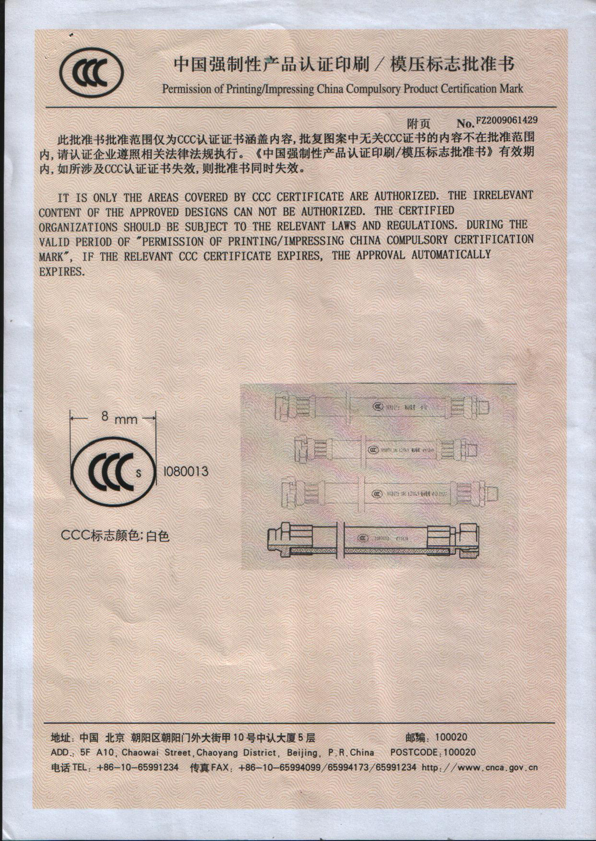 中国强制性产品认证印刷/模压标志批准书
Permission of Printing/Impressing China Compulsory Product Certification Mark
附页 No.FZ2009061429
此批准书批准范围仅为CCC认证证书涵盖内容,批复图案中无关CCC证书的内容不在批准范围
内,请认证企业遵照相关法律法规执行。《中国强制性产品认证印刷/模压标志批准书》有效期
内,如所涉及CCC认证证书失效,则批准书同时失效。
IT IS ONLY THE AREAS COVERED BY CCC CERTIFICATE ARE AUTHORIZED. THE IRRELEVANT
CONTENT OF THE APPROVED DESIGNS CAN NOT BE AUTHORIZED. THE CERTIFIED
ORGANIZATIONS SHOULD BE SUBJECT TO THE RELEVANT LAWS AND REGULATIONS. DURING THE
VALID PERIOD OF "PERMISSION OF PRINTING/IMPRESSING CHINA COMPULSORY CERTIFICATION
MARK", IF THE RELEVANT CCC CERTIFICATE EXPIRES, THE APPROVAL AUTOMATICALLY
EXPIRES.
8 mm
CCC S I080013
CCC标志颜色:白色
地址: 中国 北京 朝阳区朝阳门外大街甲10号中认大厦5层 邮编: 100020
ADD.: 5F A10, Chaowai Street,Chaoyang District, Beijing, P.R.China POSTCODE:100020
电话TEL: +86-10-65991234 传真FAX: +86-10-65994099/65994173/65991234 http://www.cnca.gov.cn